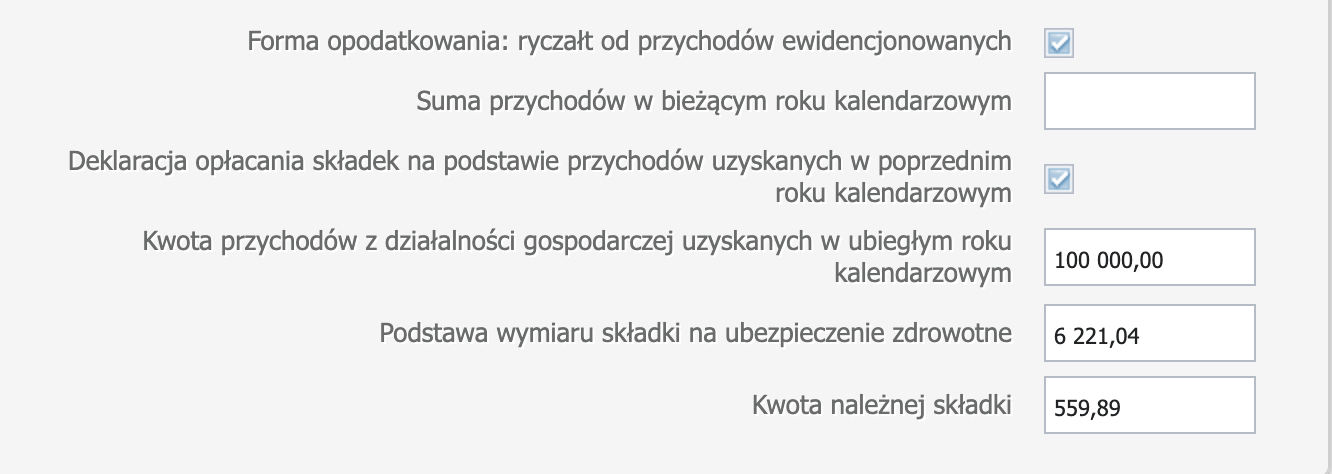 Forma opodatkowania: ryczałt od przychodów ewidencjonowanych
Suma przychodów w bieżącym roku kalendarzowym
Deklaracja opłacania składek na podstawie przychodów uzyskanych w poprzednim
roku kalendarzowym
Kwota przychodów z działalności gospodarczej uzyskanych w ubiegłym roku
kalendarzowym
100 000,00
Podstawa wymiaru składki na ubezpieczenie zdrowotne
6 221,04
Kwota należnej składki
559,89